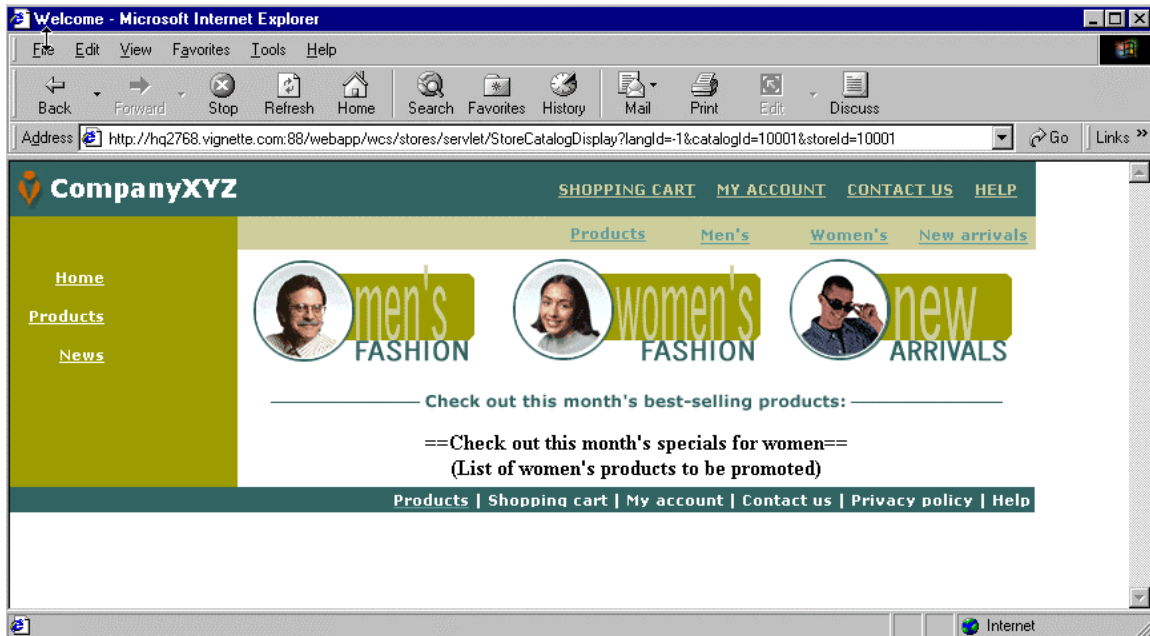 Welcome - Microsoft Internet Explorer
File Edit View Favorites Tools Help
Back Forward Stop Refresh Home Search Favorites History Mail Print Edit Discuss
Address http://hq2768.vignette.com:88/webapp/wcs/stores/servlet/StoreCatalogDisplay?langId=-1&catalogId=10001&storeId=10001 Go Links »
CompanyXYZ SHOPPING CART MY ACCOUNT CONTACT US HELP
Products Men's Women's New arrivals
Home
Products
News
men's women's new
FASHION FASHION ARRIVALS
Check out this month's best-selling products:
==Check out this month's specials for women==
(List of women's products to be promoted)
Products | Shopping cart | My account | Contact us | Privacy policy | Help
Internet